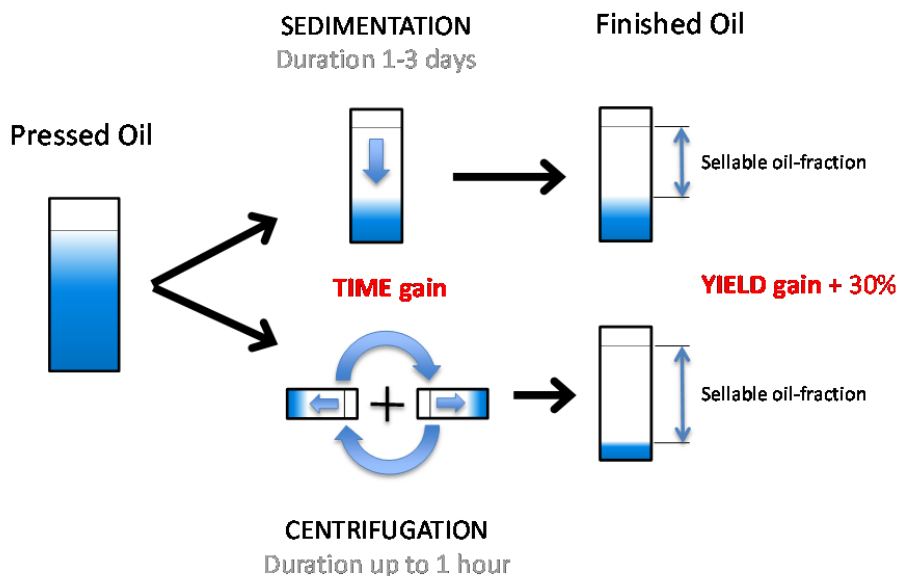 SEDIMENTATION
Duration 1-3 days
Finished Oil
Pressed Oil
Sellable oil-fraction
TIME gain
YIELD gain + 30%
Sellable oil-fraction
CENTRIFUGATION
Duration up to 1 hour